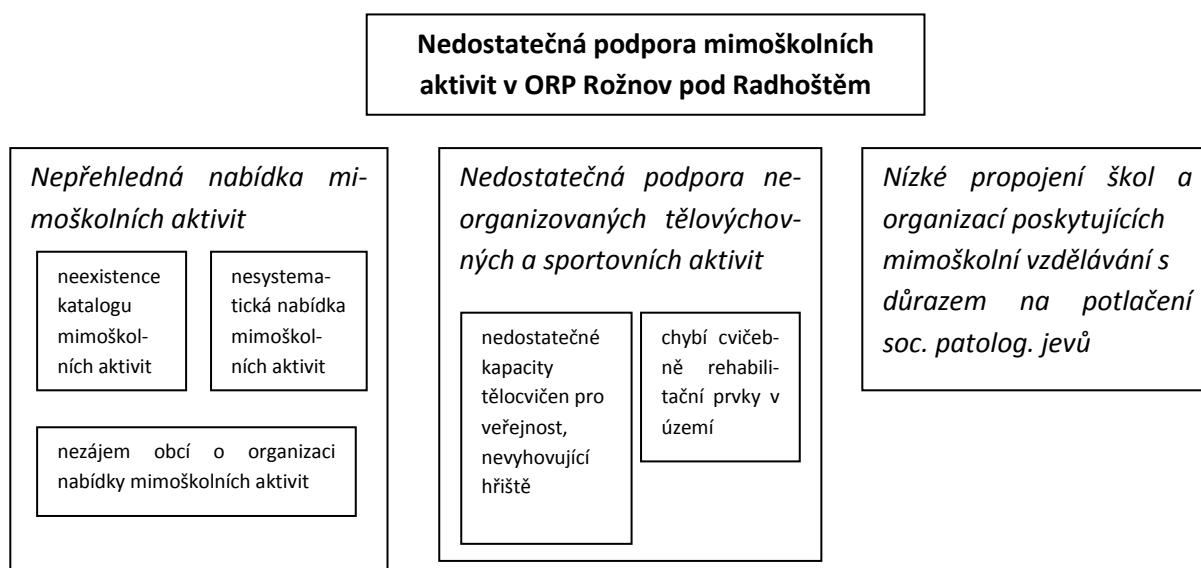 Nedostatečná podpora mimoškolních
aktivit v ORP Rožnov pod Radhoštěm
Nepřehledná nabídka mi-
moškolních aktivit
neexistence
katalogu
mimoškol-
ních aktivit
nesystema-
tická nabídka
mimoškol-
ních aktivit
nezájem obcí o organizaci
nabídky mimoškolních aktivit
Nedostatečná podpora ne-
organizovaných tělovýchov-
ných a sportovních aktivit
nedostatečné
kapacity
tělocvičen pro
veřejnost,
nevyhovující
hřiště
chybí cvičeb-
ně rehabili-
tační prvky v
území
Nízké propojení škol a
organizací poskytujících
mimoškolní vzdělávání s
důrazem na potlačení
soc. patolog. jevů